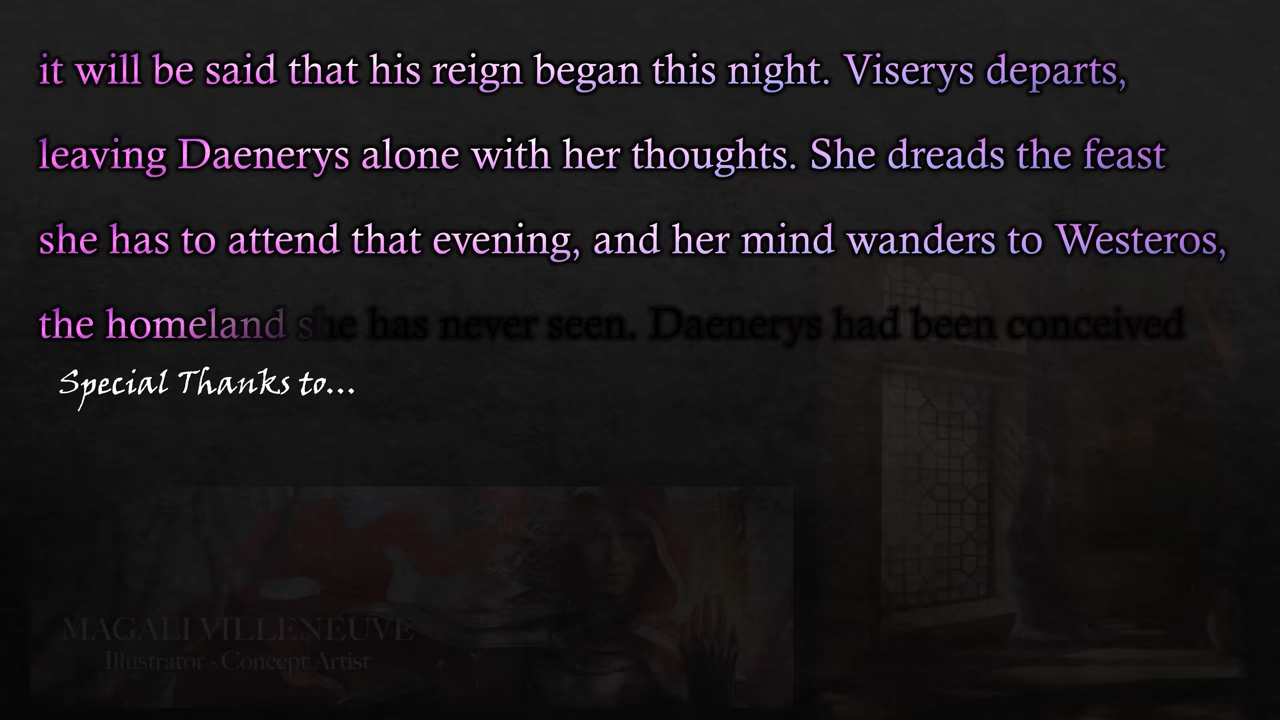 it will be said that his reign began this night. Viserys departs,
leaving Daenerys alone with her thoughts. She dreads the feast
she has to attend that evening, and her mind wanders to Westeros,
the homeland she has never seen. Daenerys had been conceived
Special Thanks to...
MAGALI VILLENEUVE
Illustrator - Concept Artist